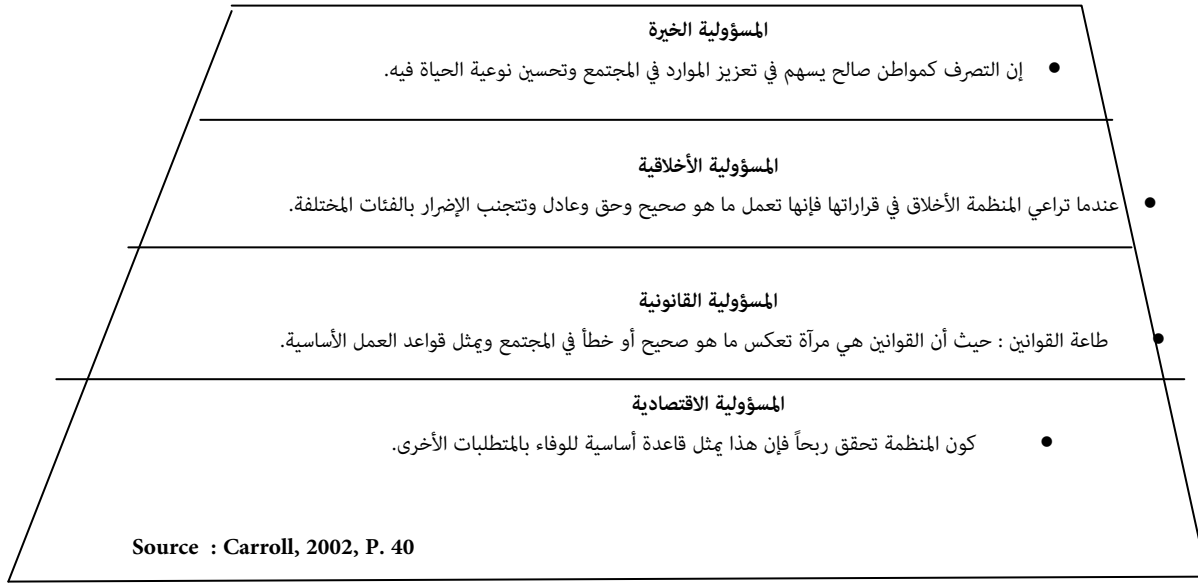 المسؤولية الخيرة
● إن التصرف كمواطن صالح يسهم في تعزيز الموارد في المجتمع وتحسين نوعية الحياة فيه.
المسؤولية الأخلاقية
● عندما تراعي المنظمة الأخلاق في قراراتها فإنها تعمل ما هو صحيح وحق وعادل وتتجنب الإضرار بالفئات المختلفة.
المسؤولية القانونية
● طاعة القوانين : حيث أن القوانين هي مرآة تعكس ما هو صحيح أو خطأ في المجتمع ويمثل قواعد العمل الأساسية.
المسؤولية الاقتصادية
● كون المنظمة تحقق ربحاً فإن هذا يمثل قاعدة أساسية للوفاء بالمتطلبات الأخرى.
Source : Carroll, 2002, P. 40